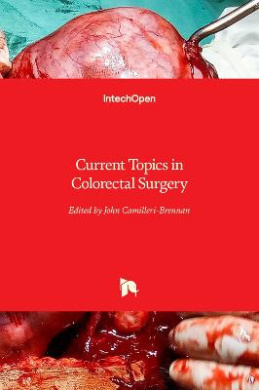 IntechOpen
Current Topics in
Colorectal Surgery
Edited by John Camilleri-Brennan